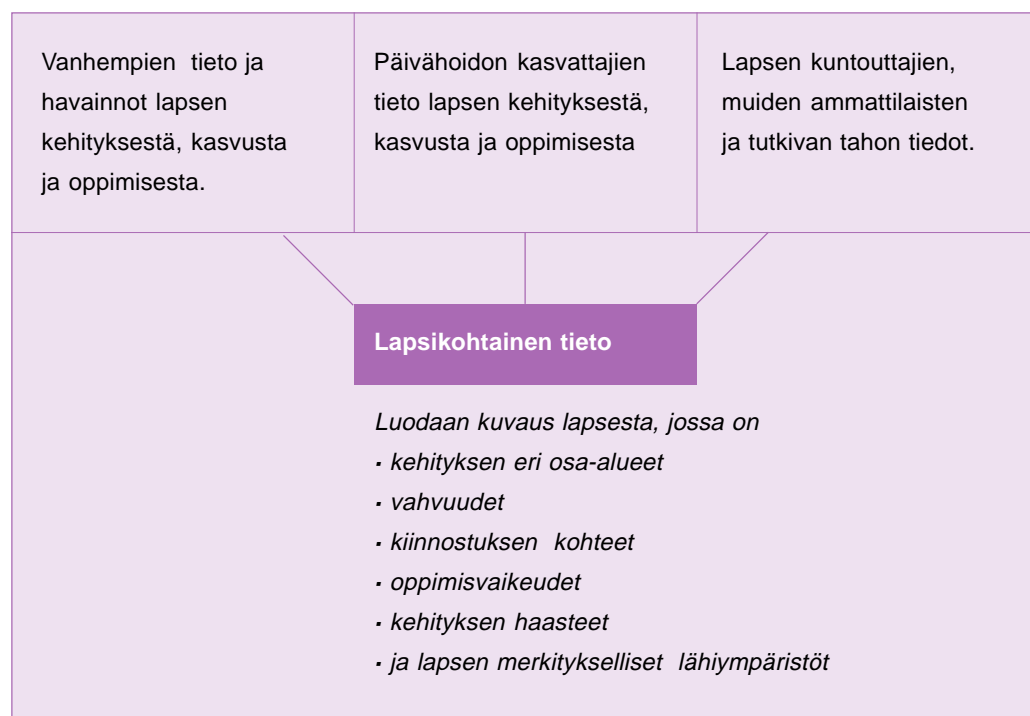 Vanhempien tieto ja
havainnot lapsen
kehityksestä, kasvusta
ja oppimisesta.
Päivähoidon kasvattajien
tieto lapsen kehityksestä,
kasvusta ja oppimisesta
Lapsen kuntouttajien,
muiden ammattilaisten
ja tutkivan tahon tiedot.
Lapsikohtainen tieto
Luodaan kuvaus lapsesta, jossa on
· kehityksen eri osa-alueet
· vahvuudet
· kiinnostuksen kohteet
· oppimisvaikeudet
· kehityksen haasteet
· ja lapsen merkitykselliset lähiympäristöt